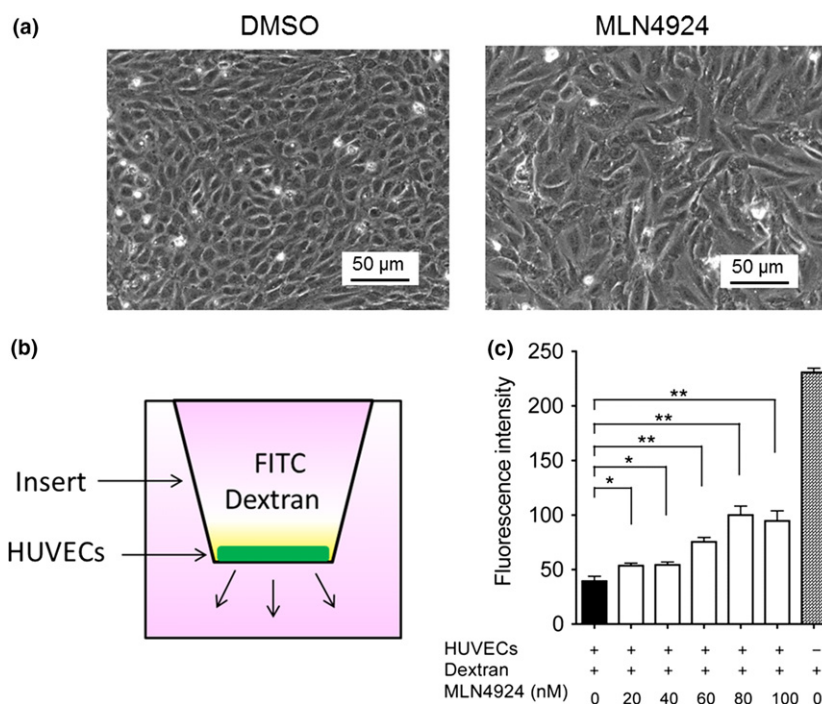 (a)
DMSO
MLN4924
50 µm
50 µm
(b)
Insert
HUVECs
FITC
Dextran
(c)
Fluorescence intensity
250
200
150
100
50
0
**
**
**
*
*
HUVECs + + + + + + –
Dextran + + + + + + +
MLN4924 (nM) 0 20 40 60 80 100 0